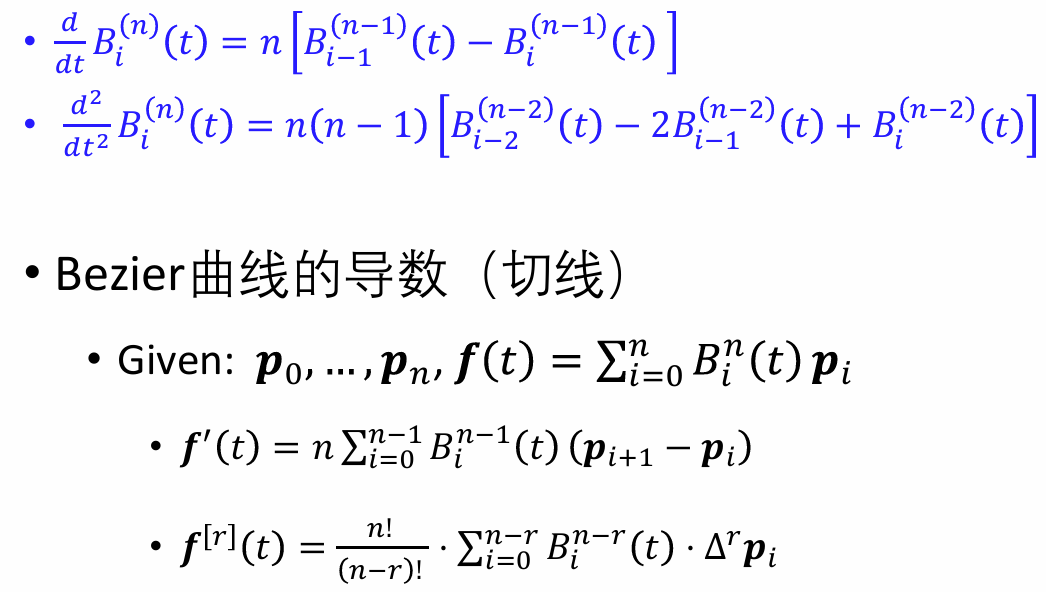 • $\frac{d}{dt}B_i^{(n)}(t) = n\left[B_{i-1}^{(n-1)}(t) - B_i^{(n-1)}(t)\right]$
• $\frac{d^2}{dt^2}B_i^{(n)}(t) = n(n-1)\left[B_{i-2}^{(n-2)}(t) - 2B_{i-1}^{(n-2)}(t) + B_i^{(n-2)}(t)\right]$
• Bezier曲线的导数（切线）
• Given: $\boldsymbol{p}_0, \ldots, \boldsymbol{p}_n, \boldsymbol{f}(t) = \sum_{i=0}^{n} B_i^n(t)\,\boldsymbol{p}_i$
• $\boldsymbol{f}'(t) = n\sum_{i=0}^{n-1} B_i^{n-1}(t)(\boldsymbol{p}_{i+1} - \boldsymbol{p}_i)$
• $\boldsymbol{f}^{[r]}(t) = \frac{n!}{(n-r)!} \cdot \sum_{i=0}^{n-r} B_i^{n-r}(t) \cdot \Delta^r \boldsymbol{p}_i$